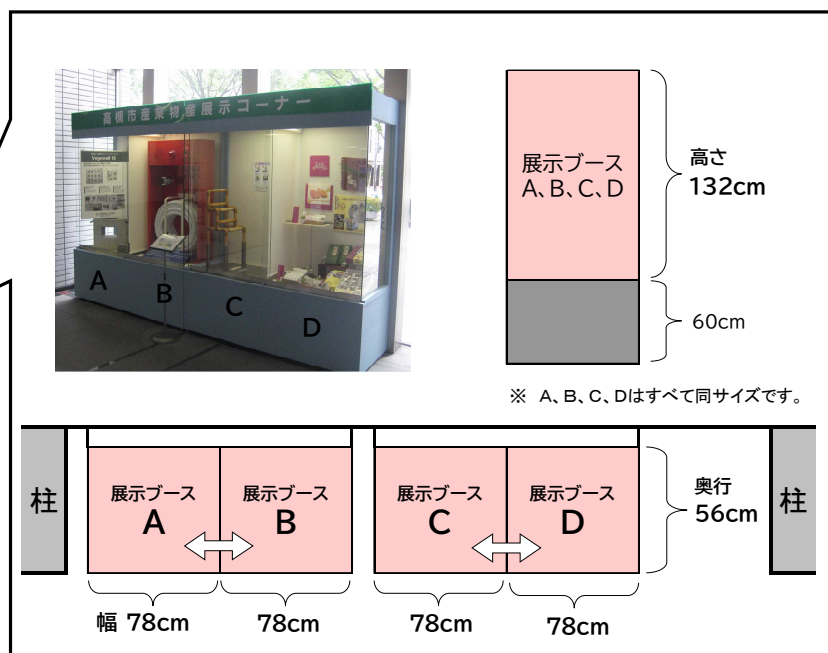 高槻市産業物産展示コーナー
A
B
C
D
展示ブース
A、B、C、D
高さ
132cm
60cm
※ A、B、C、Dはすべて同サイズです。
柱
展示ブース
A
展示ブース
B
展示ブース
C
展示ブース
D
奥行
56cm
柱
幅 78cm
78cm
78cm
78cm